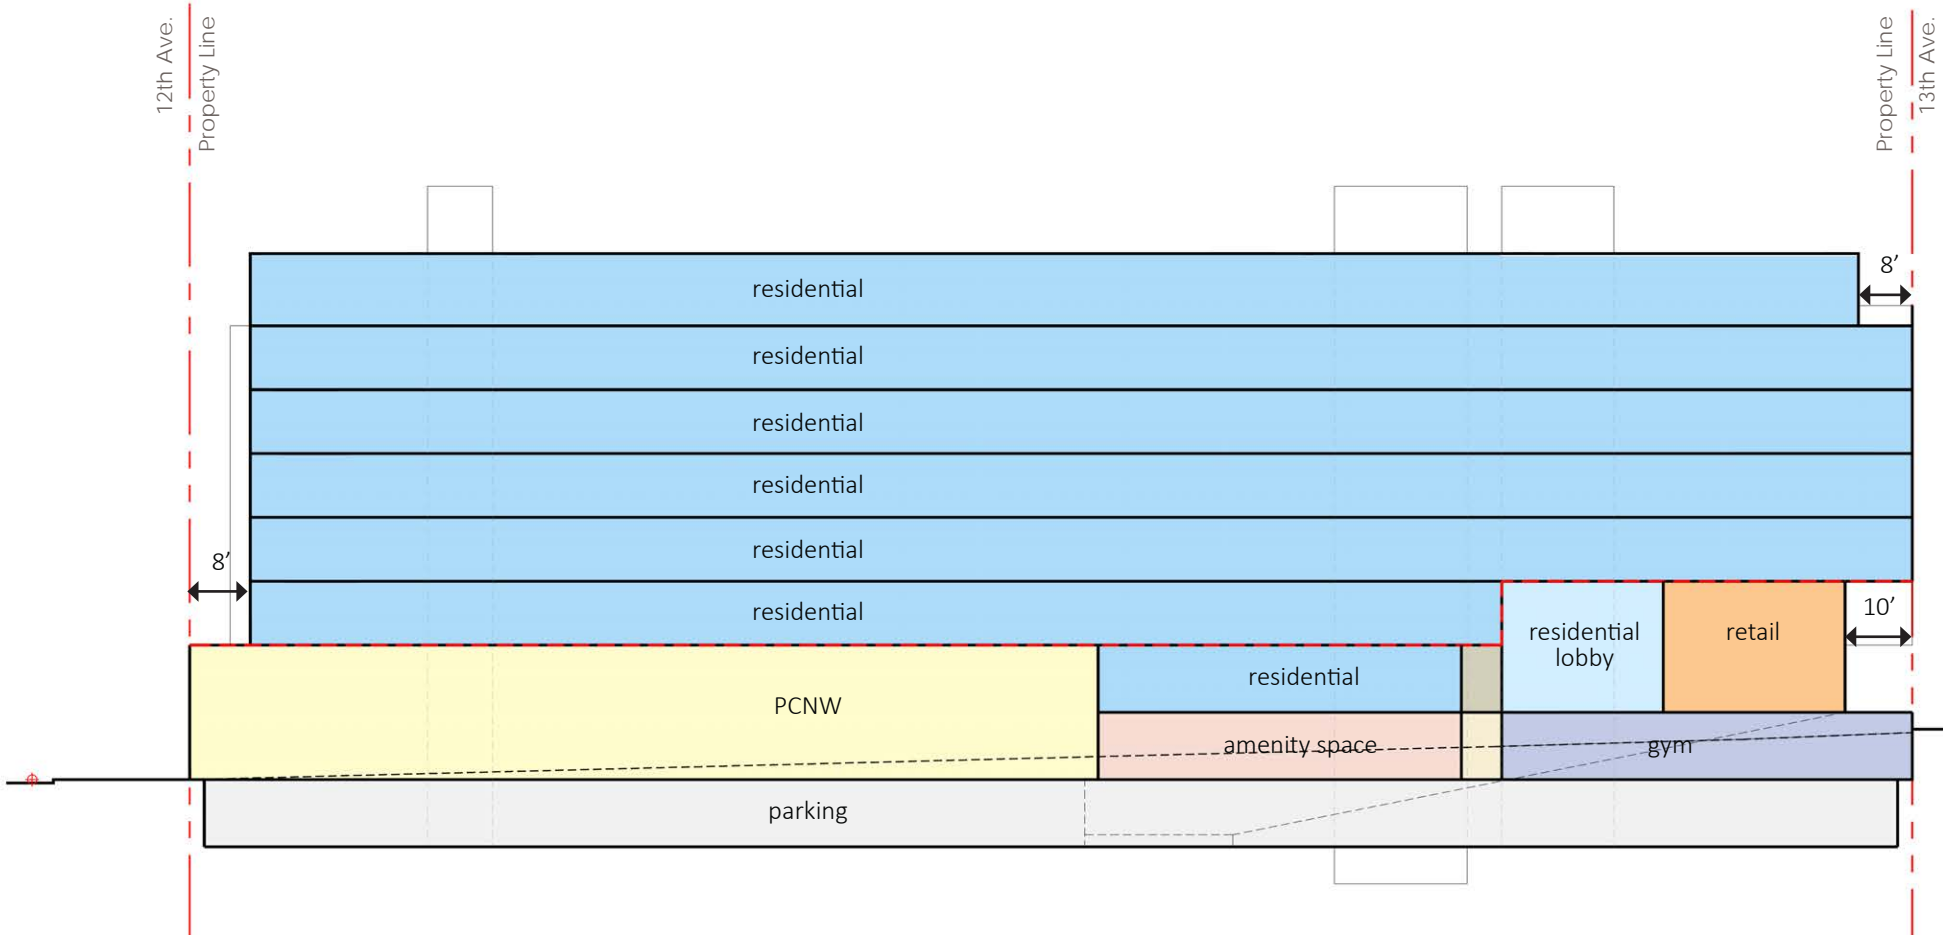 12th Ave.
Property Line
Property Line
13th Ave.
residential
8’
residential
residential
residential
residential
8’
residential
10’
residential
lobby
retail
residential
PCNW
amenity space
gym
parking